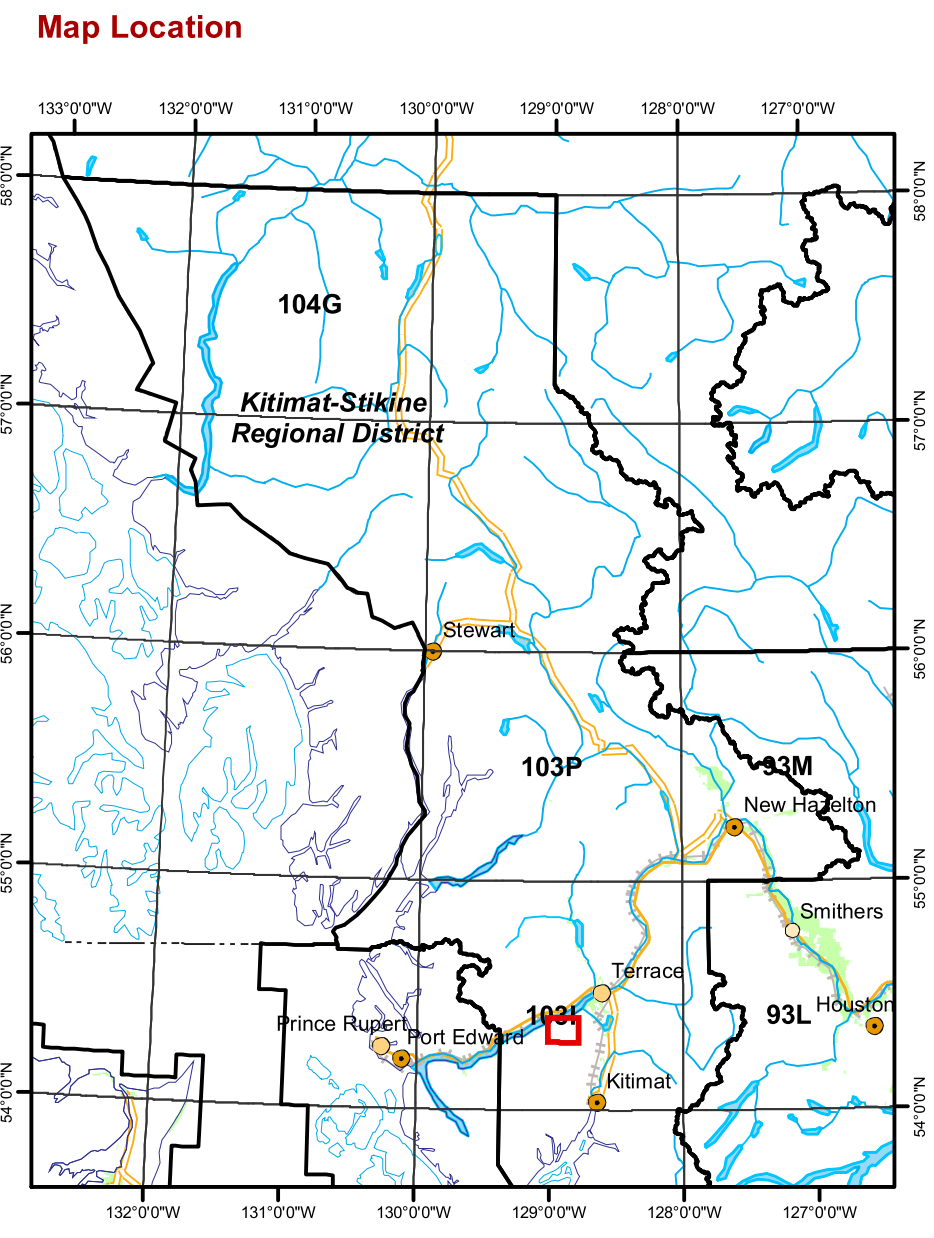 Map Location
133°0'0"W
132°0'0"W
131°0'0"W
130°0'0"W
129°0'0"W
128°0'0"W
127°0'0"W
58°0'0"N
58°0'0"N
104G
Kitimat-Stikine
Regional District
57°0'0"N
57°0'0"N
Stewart
56°0'0"N
56°0'0"N
103P
93M
New Hazelton
55°0'0"N
55°0'0"N
Smithers
Terrace
103I
93L
Houston
Prince Rupert
Port Edward
Kitimat
54°0'0"N
54°0'0"N
132°0'0"W
131°0'0"W
130°0'0"W
129°0'0"W
128°0'0"W
127°0'0"W